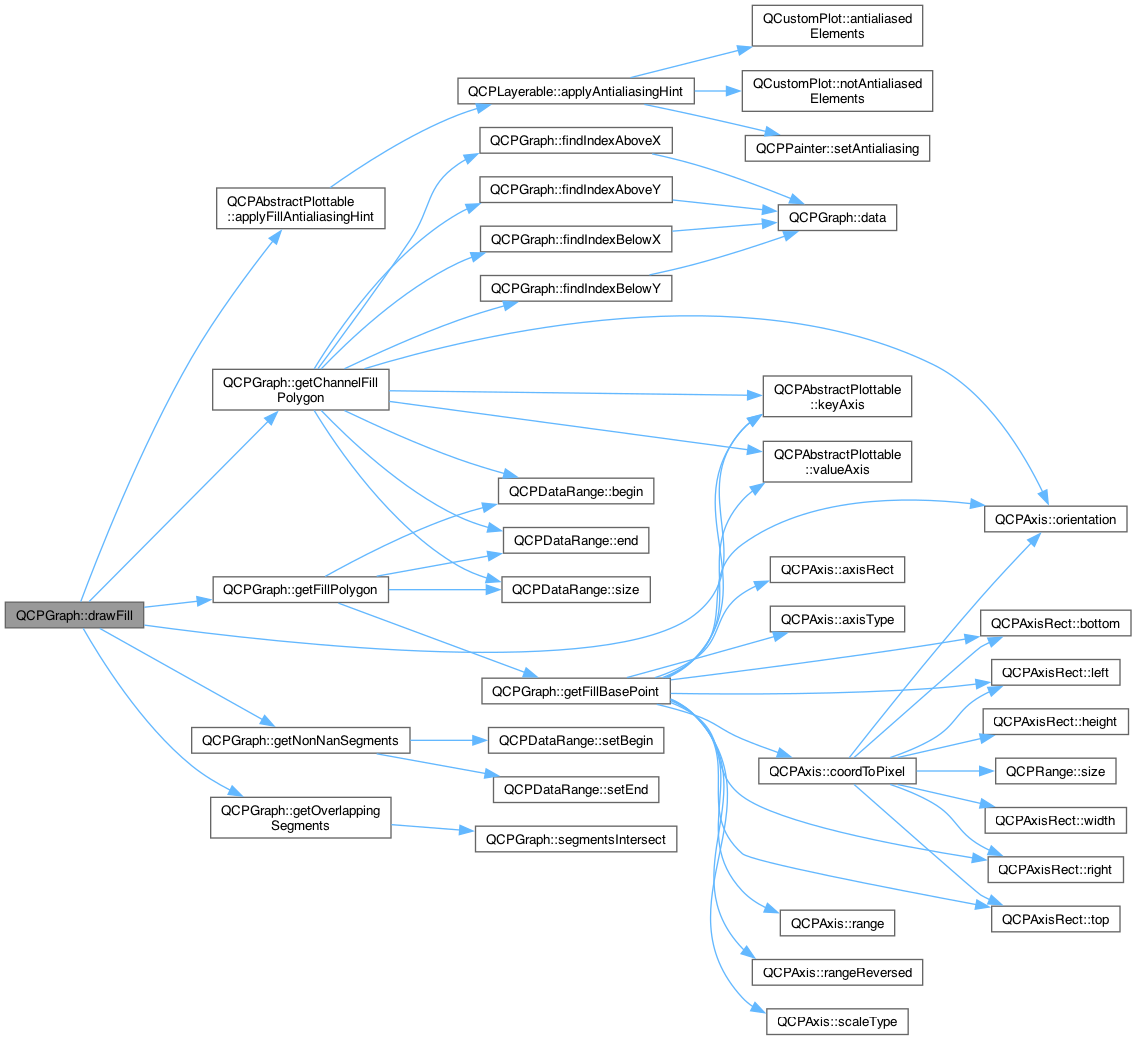 QCustomPlot::antialiased
Elements
QCPLayerable::applyAntialiasingHint
QCustomPlot::notAntialiased
Elements
QCPPainter::setAntialiasing
QCPGraph::findIndexAboveX
QCPAbstractPlottable
::applyFillAntialiasingHint
QCPGraph::findIndexAboveY
QCPGraph::data
QCPGraph::findIndexBelowX
QCPGraph::findIndexBelowY
QCPGraph::getChannelFill
Polygon
QCPAbstractPlottable
::keyAxis
QCPAbstractPlottable
::valueAxis
QCPDataRange::begin
QCPAxis::orientation
QCPDataRange::end
QCPAxis::axisRect
QCPGraph::getFillPolygon
QCPDataRange::size
QCPGraph::drawFill
QCPAxis::axisType
QCPAxisRect::bottom
QCPAxisRect::left
QCPGraph::getFillBasePoint
QCPAxisRect::height
QCPGraph::getNonNanSegments
QCPDataRange::setBegin
QCPAxis::coordToPixel
QCPRange::size
QCPDataRange::setEnd
QCPGraph::getOverlapping
Segments
QCPAxisRect::width
QCPGraph::segmentsIntersect
QCPAxisRect::right
QCPAxis::range
QCPAxisRect::top
QCPAxis::rangeReversed
QCPAxis::scaleType